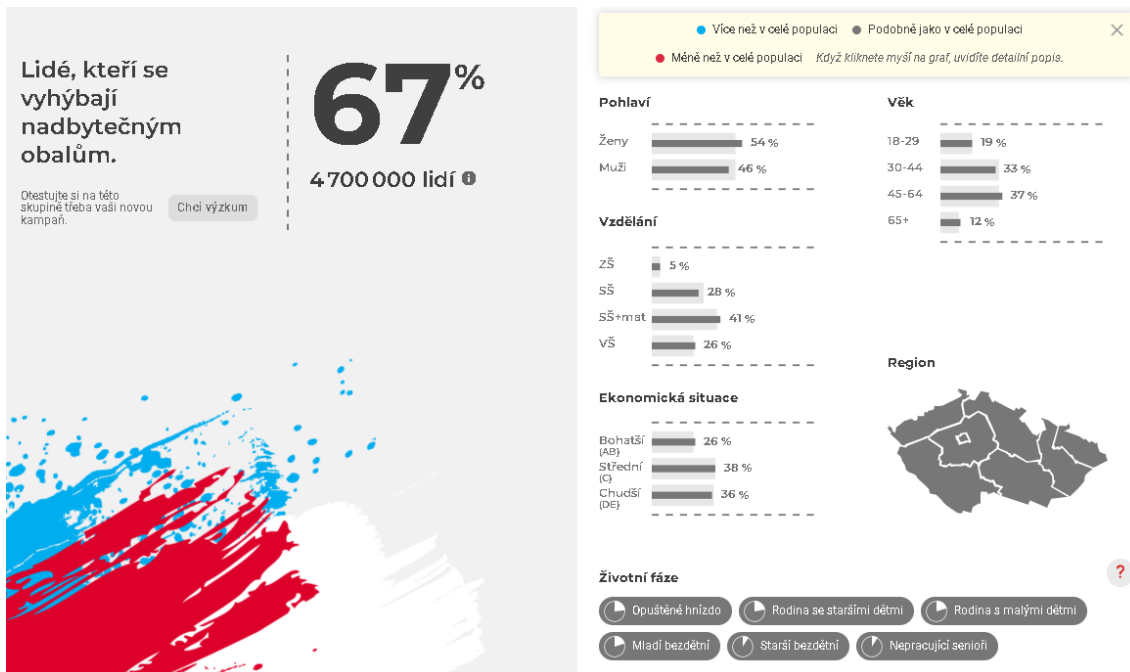 Lidé, kteří se
vyhýbají
nadbytečným
obalům.
67%
4 700 000 lidí
Otestujte si na této
skupině třeba vaši novou
kampaň.
Chci výzkum
Více než v celé populaci
Podobně jako v celé populaci
Méně než v celé populaci Když kliknete myší na graf, uvidíte detailní popis.
Pohlaví
Ženy 54 %
Muži 46 %
Věk
18-29 19 %
30-44 33 %
45-64 37 %
65+ 12 %
Vzdělání
ZŠ 5 %
SŠ 28 %
SŠ+mat 41 %
VŠ 26 %
Ekonomická situace
Bohatší 26 %
(AB)
Střední 38 %
(C)
Chudší 36 %
(DE)
Region
Životní fáze
?
Opuštěné hnízdo
Rodina se staršími dětmi
Rodina s malými dětmi
Mladí bezdětní
Starší bezdětní
Nepracující senioři